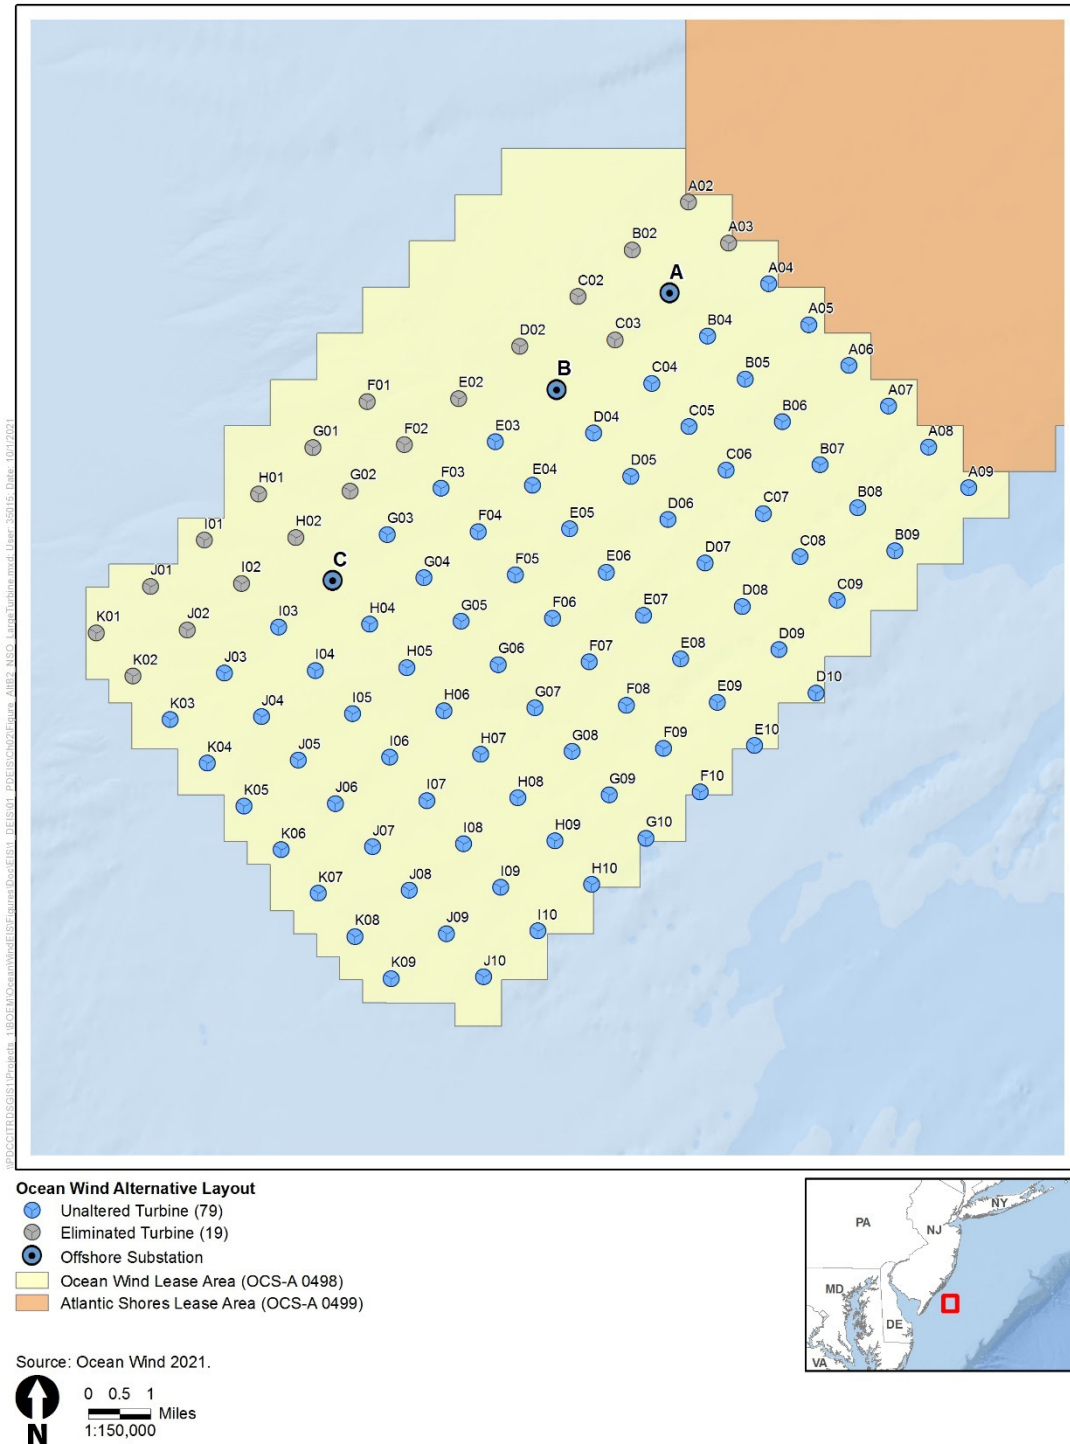 A02
A03
B02
A
A04
C02
A05
C03
B04
D02
A06
B
C04
B05
F01
E02
A07
D04
C05
B06
G01
F02
E03
A08
D05
C06
B07
H01
G02
F03
E04
A09
D06
C07
B08
I01
H02
G03
F04
E05
C
D07
C08
B09
J01
I02
G04
F05
E06
D08
C09
K01
J02
I03
H04
G05
F06
E07
D09
K02
J03
I04
H05
G06
F07
E08
D10
K03
J04
I05
H06
G07
F08
E09
K04
J05
I06
H07
G08
F09
E10
K05
J06
I07
H08
G09
F10
K06
J07
I08
H09
G10
K07
J08
I09
H10
K08
J09
I10
K09
J10
Ocean Wind Alternative Layout
Unaltered Turbine (79)
Eliminated Turbine (19)
Offshore Substation
Ocean Wind Lease Area (OCS-A 0498)
Atlantic Shores Lease Area (OCS-A 0499)
Source: Ocean Wind 2021.
N
0 0.5 1
Miles
1:150,000
NY
PA
NJ
MD
DE
VA